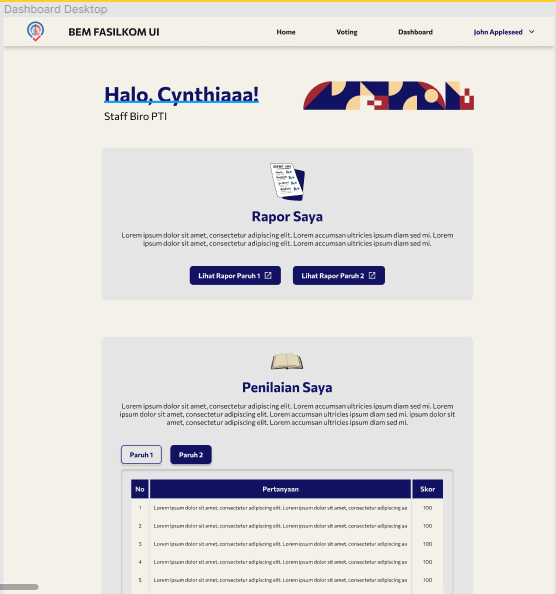 Dashboard Desktop
BEM FASILKOM UI
Home
Voting
Dashboard
John Appleseed
Halo, Cynthiaaa!
Staff Biro PTI
Rapor Saya
Lorem ipsum dolor sit amet, consectetur adipiscing elit. Lorem accumsan ultricies ipsum diam sed mi. Lorem
ipsum dolor sit amet, consectetur adipiscing elit. Lorem accumsan ultricies ipsum diam sed mi.
Lihat Rapor Paruh 1
Lihat Rapor Paruh 2
Penilaian Saya
Lorem ipsum dolor sit amet, consectetur adipiscing elit. Lorem accumsan ultricies ipsum diam sed mi. Lorem
ipsum dolor sit amet, consectetur adipiscing elit. Lorem accumsan ultricies ipsum diam sed mi. ipsum dolor sit
amet, consectetur adipiscing elit. Lorem accumsan ultricies ipsum diam sed mi.
Paruh 1
Paruh 2
No Pertanyaan Skor
1 Lorem ipsum dolor sit amet, consectetur adipiscing elit. Lorem ipsum dolor sit amet, consectetur adipiscing aa 100
2 Lorem ipsum dolor sit amet, consectetur adipiscing elit. Lorem ipsum dolor sit amet, consectetur adipiscing aa 100
3 Lorem ipsum dolor sit amet, consectetur adipiscing elit. Lorem ipsum dolor sit amet, consectetur adipiscing aa 100
4 Lorem ipsum dolor sit amet, consectetur adipiscing elit. Lorem ipsum dolor sit amet, consectetur adipiscing aa 100
5 Lorem ipsum dolor sit amet, consectetur adipiscing elit. Lorem ipsum dolor sit amet, consectetur adipiscing aa 100